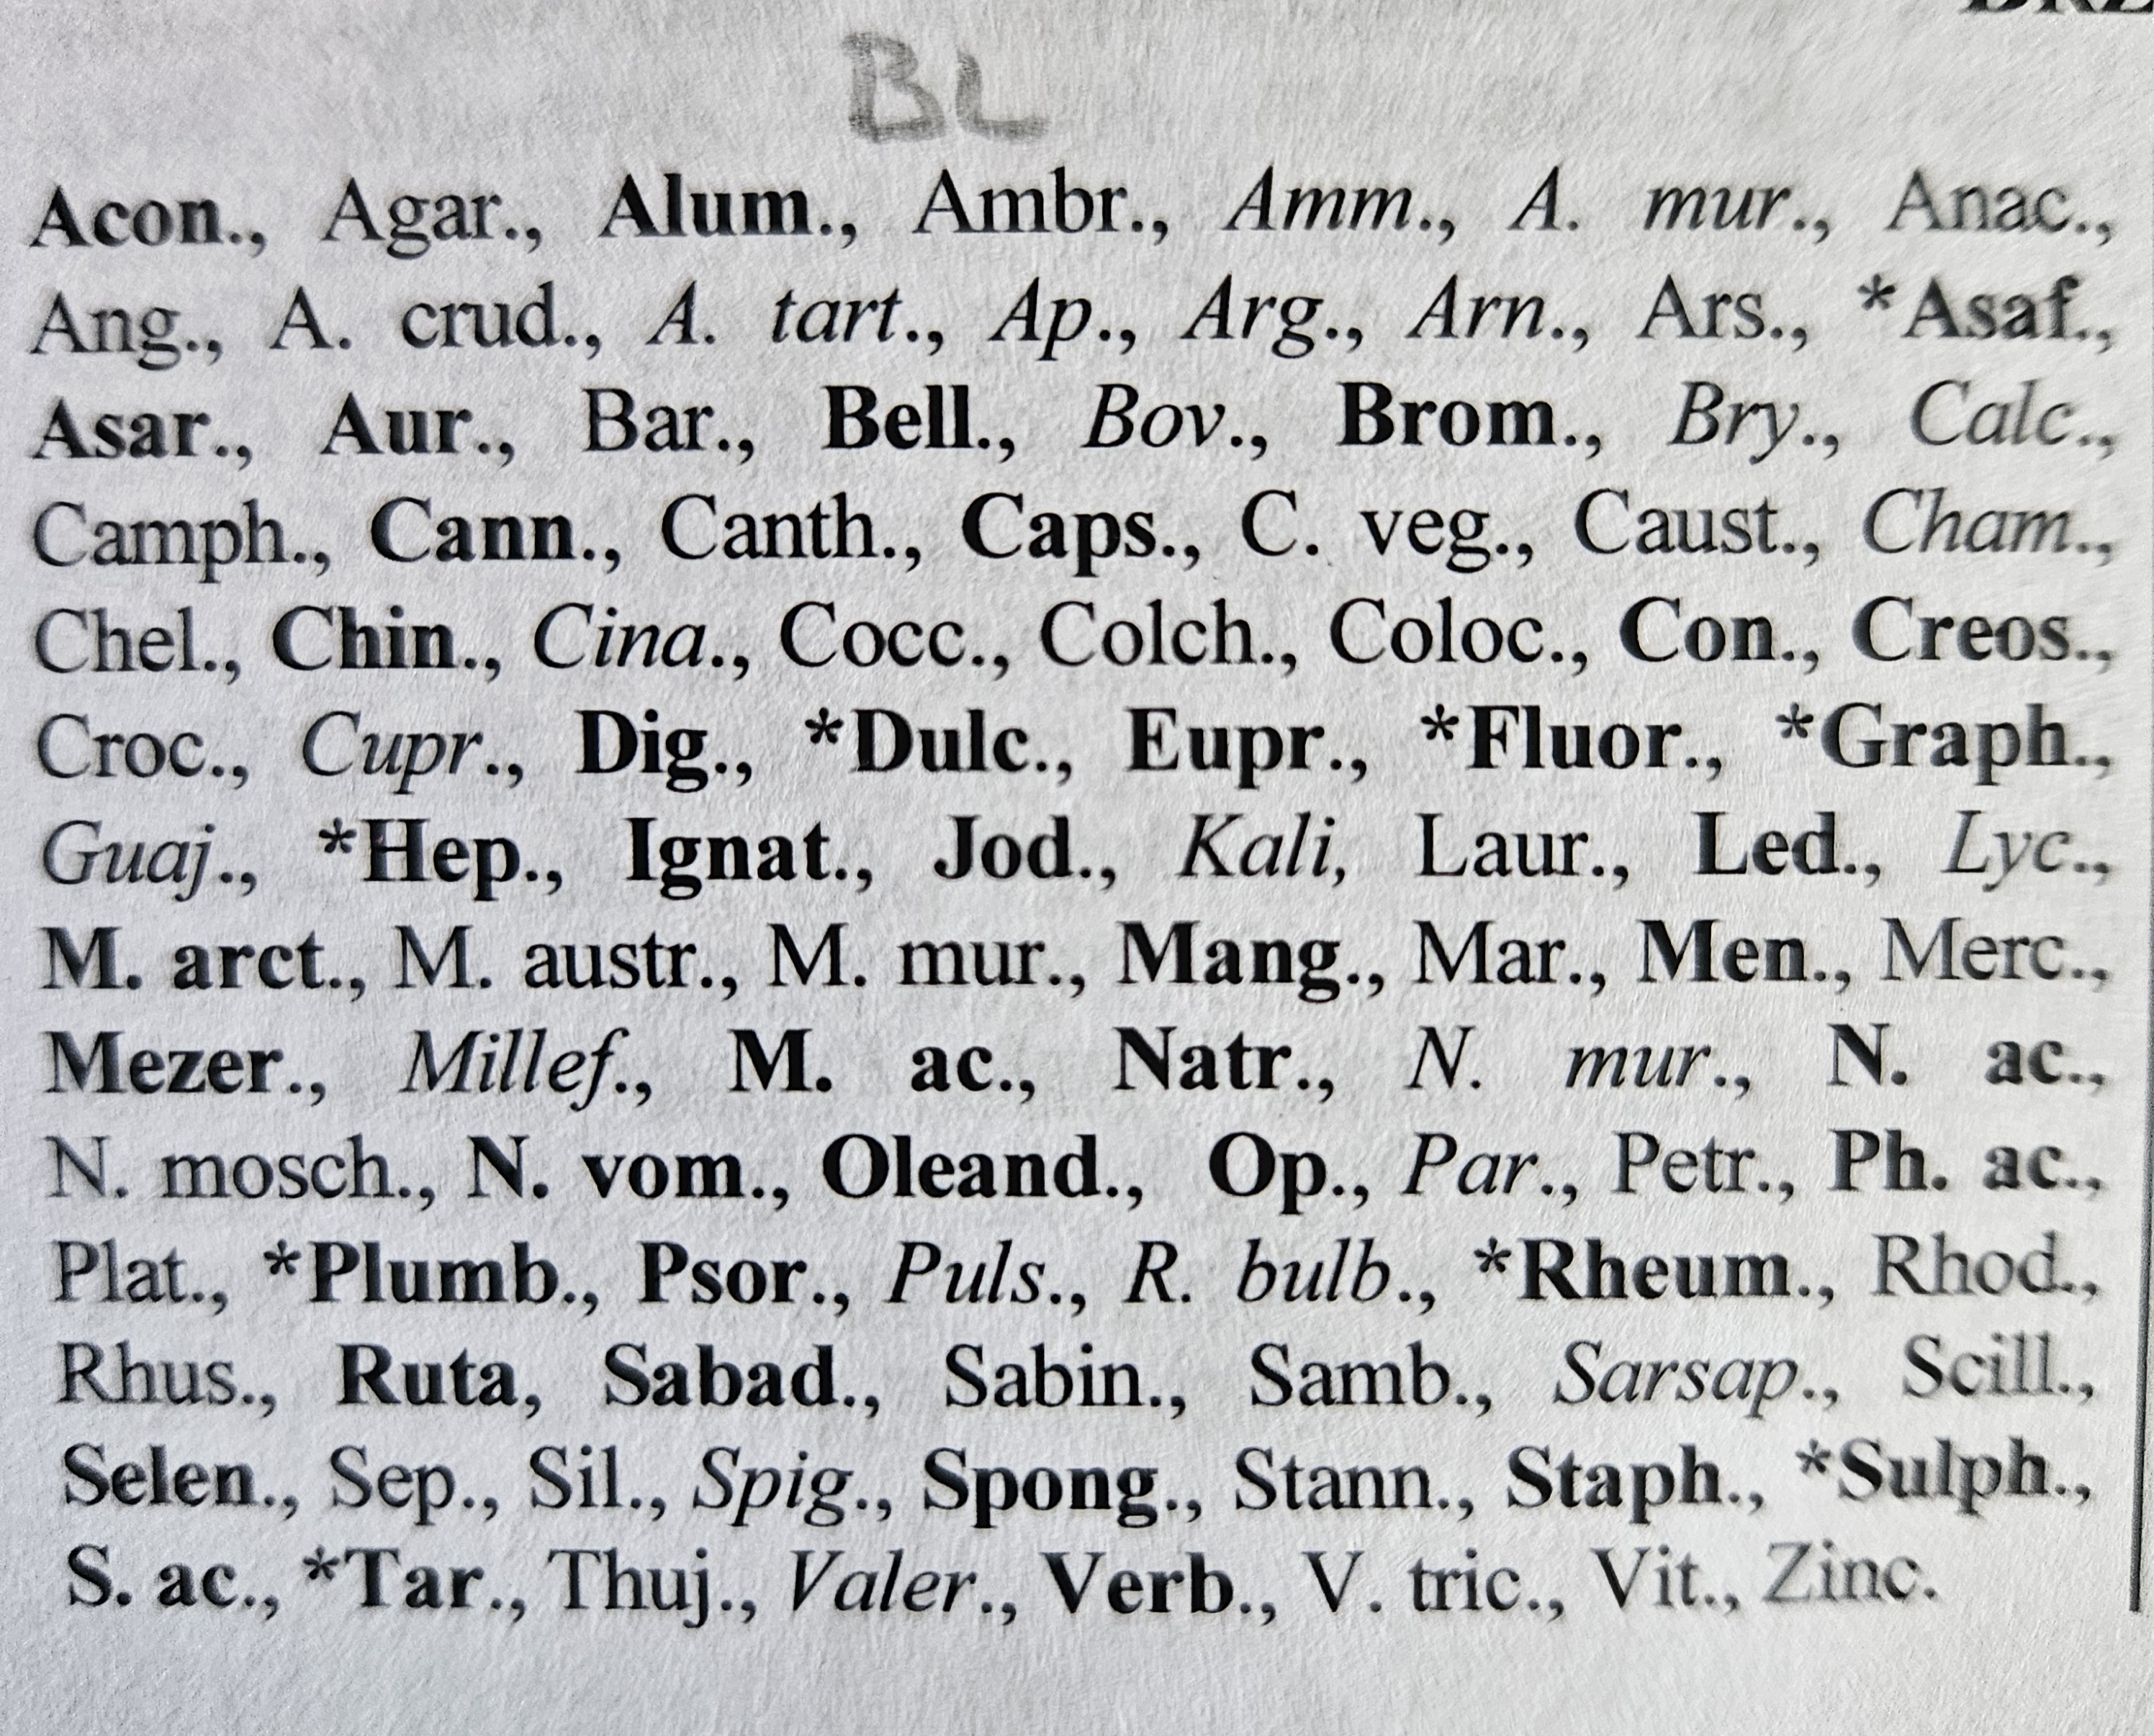 BL
Acon., Agar., Alum., Ambr., Amm., A. mur., Anac.,
Ang., A. crud., A. tart., Ap., Arg., Arn., Ars., *Asaf.,
Asar., Aur., Bar., Bell., Bov., Brom., Bry., Calc.,
Camph., Cann., Canth., Caps., C. veg., Caust., Cham.,
Chel., Chin., Cina., Cocc., Colch., Coloc., Con., Creos.,
Croc., Cupr., Dig., *Dulc., Eupr., *Fluor., *Graph.,
Guaj., *Hep., Ignat., Jod., Kali, Laur., Led., Lyc.,
M. arct., M. austr., M. mur., Mang., Mar., Men., Merc.,
Mezer., Millef., M. ac., Natr., N. mur., N. ac.,
N. mosch., N. vom., Oleand., Op., Par., Petr., Ph. ac.,
Plat., *Plumb., Psor., Puls., R. bulb., *Rheum., Rhod.,
Rhus., Ruta, Sabad., Sabin., Samb., Sarsap., Scill.,
Selen., Sep., Sil., Spig., Spong., Stann., Staph., *Sulph.,
S. ac., *Tar., Thuj., Valer., Verb., V. tric., Vit., Zinc.